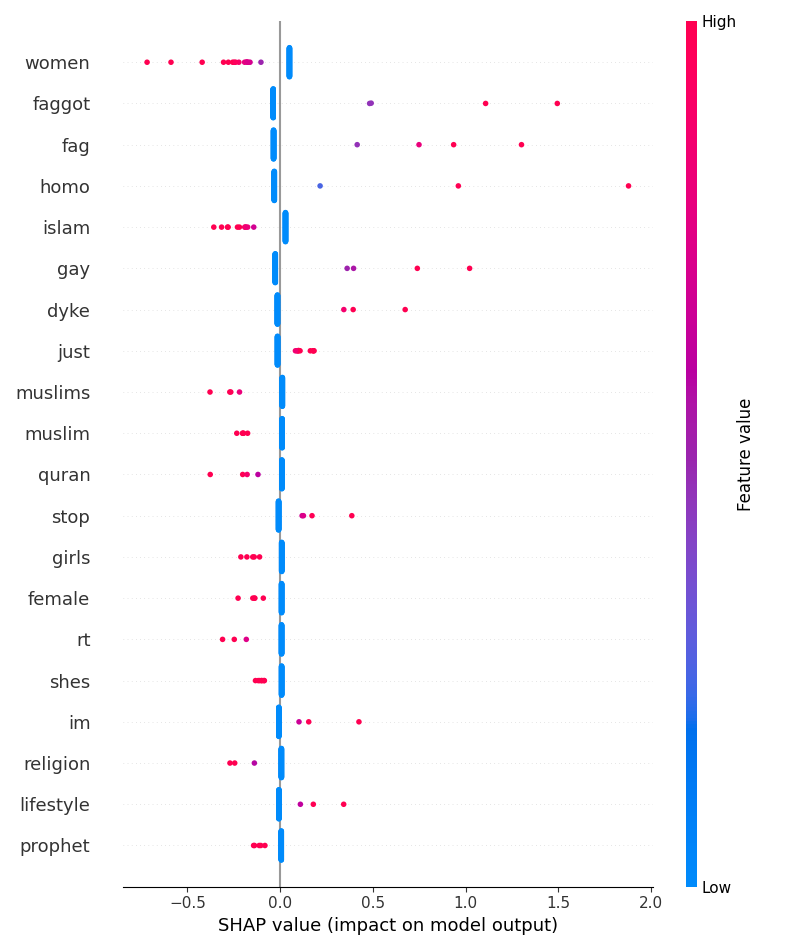 High
women
faggot
fag
homo
islam
gay
dyke
just
muslims
muslim
quran
stop
girls
female
rt
shes
im
religion
lifestyle
prophet
Feature value
Low
−0.5 0.0 0.5 1.0 1.5 2.0
SHAP value (impact on model output)